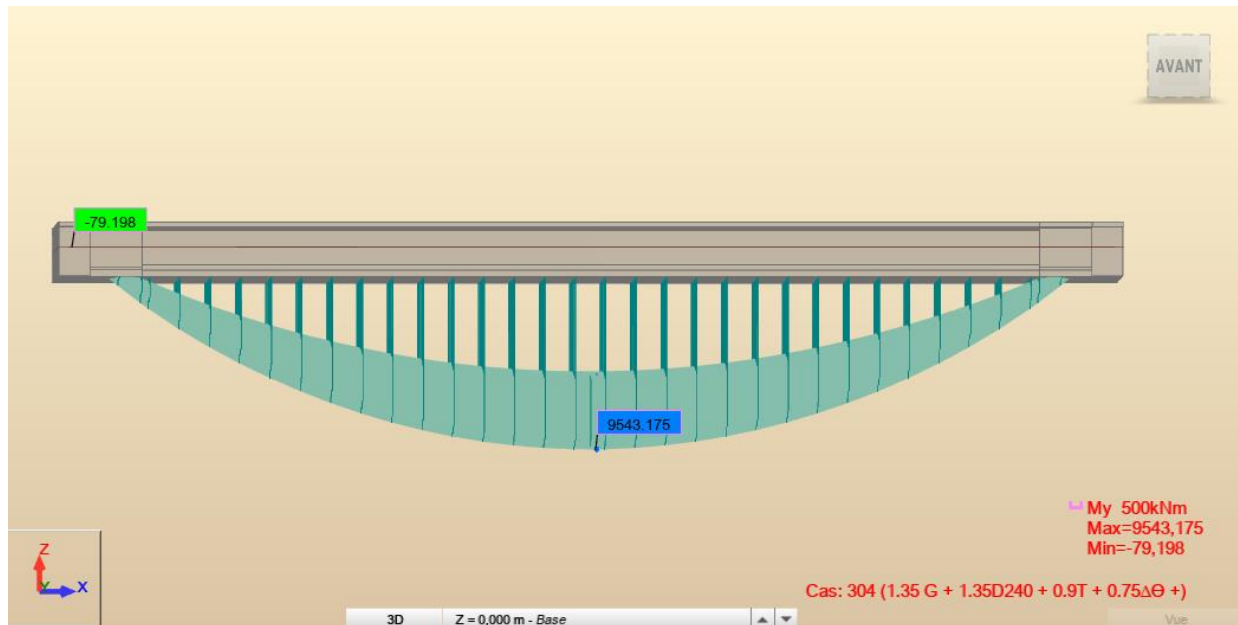 AVANT
-79.198
9543.175
My 500kNm
Max=9543,175
Min=-79,198
Cas: 304 (1.35 G + 1.35D240 + 0.9T + 0.75ΔΘ +)
Z
Y
X
3D
Z = 0,000 m - Base
Vue